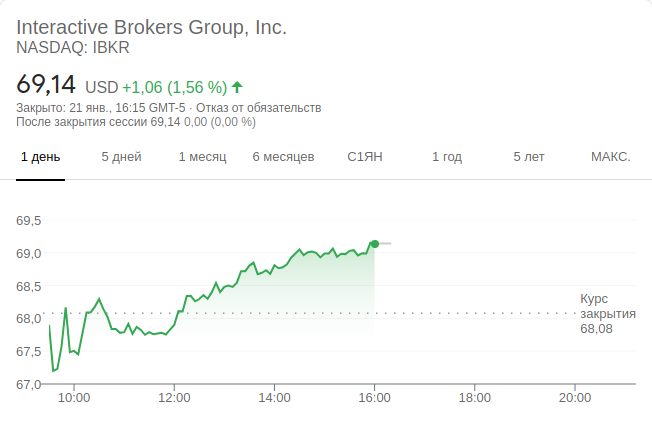 Interactive Brokers Group, Inc.
NASDAQ: IBKR
69,14 USD +1,06 (1,56 %)
Закрыто: 21 янв., 16:15 GMT-5 · Отказ от обязательств
После закрытия сессии 69,14 0,00 (0,00 %)
1 день 5 дней 1 месяц 6 месяцев С1ЯН 1 год 5 лет МАКС.
69,5
69,0
68,5
68,0
67,5
67,0
Курс
закрытия
68,08
10:00 12:00 14:00 16:00 18:00 20:00